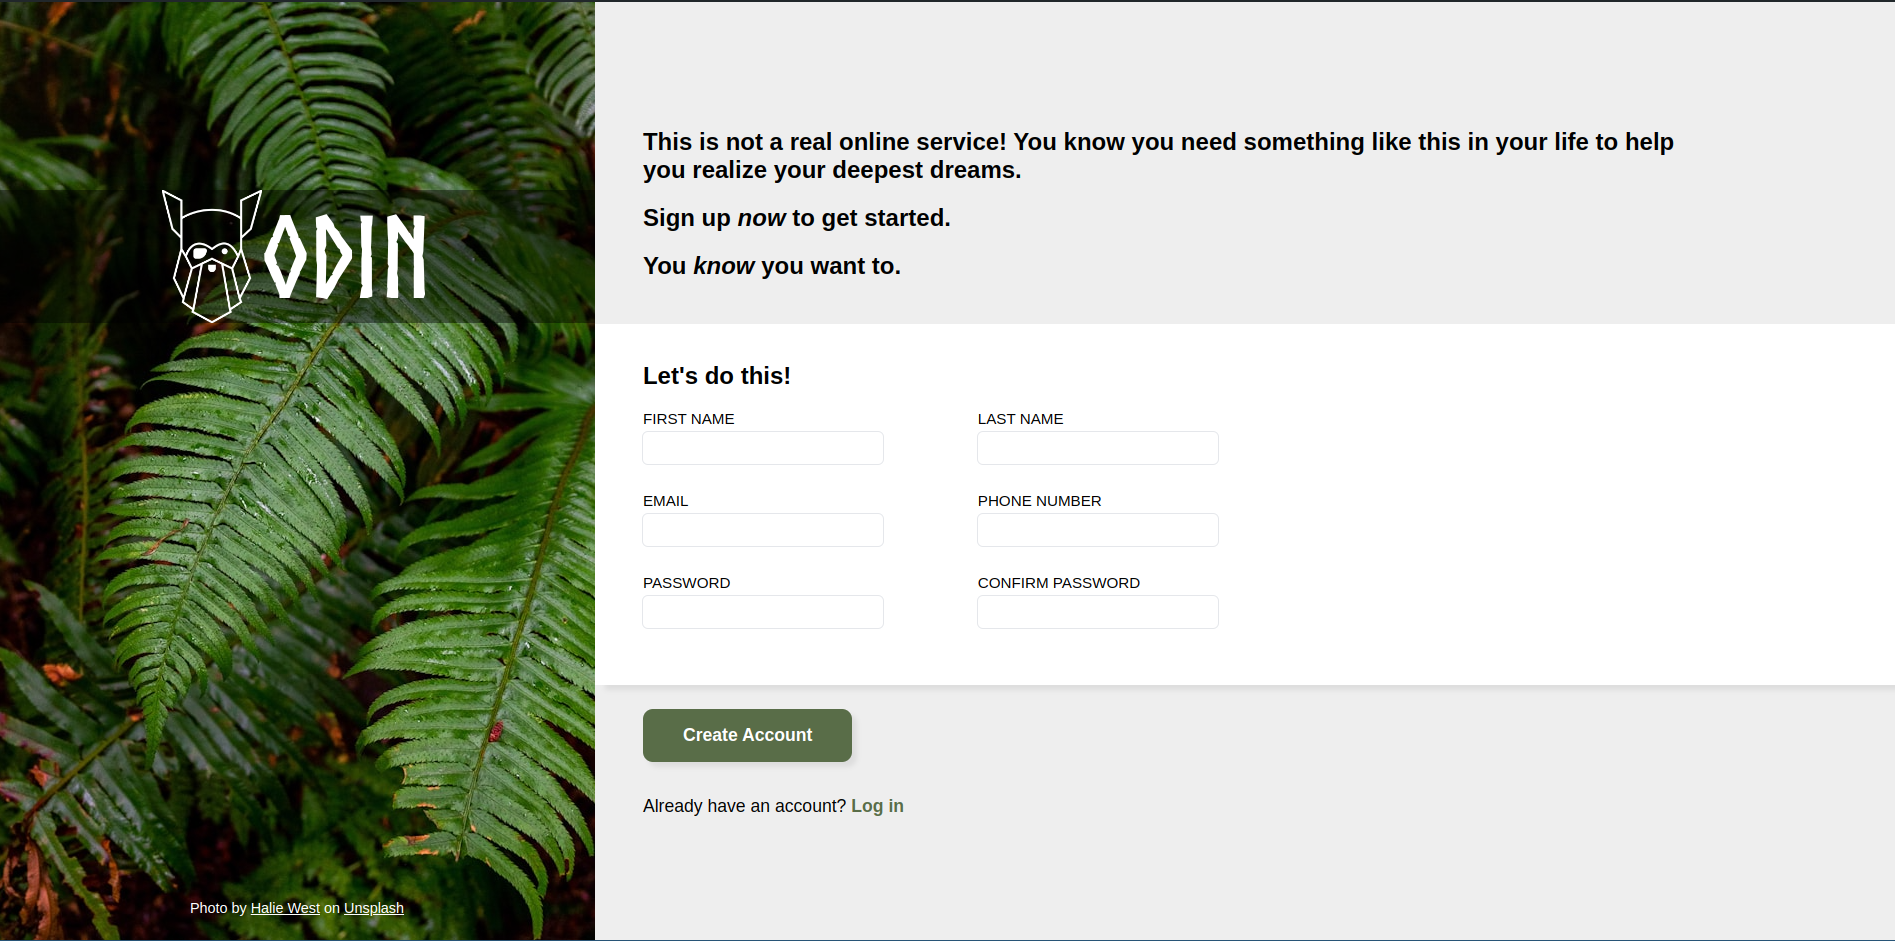 ODIN
Photo by Halie West on Unsplash
This is not a real online service! You know you need something like this in your life to help
you realize your deepest dreams.
Sign up now to get started.
You know you want to.
Let's do this!
FIRST NAME
LAST NAME
EMAIL
PHONE NUMBER
PASSWORD
CONFIRM PASSWORD
Create Account
Already have an account? Log in